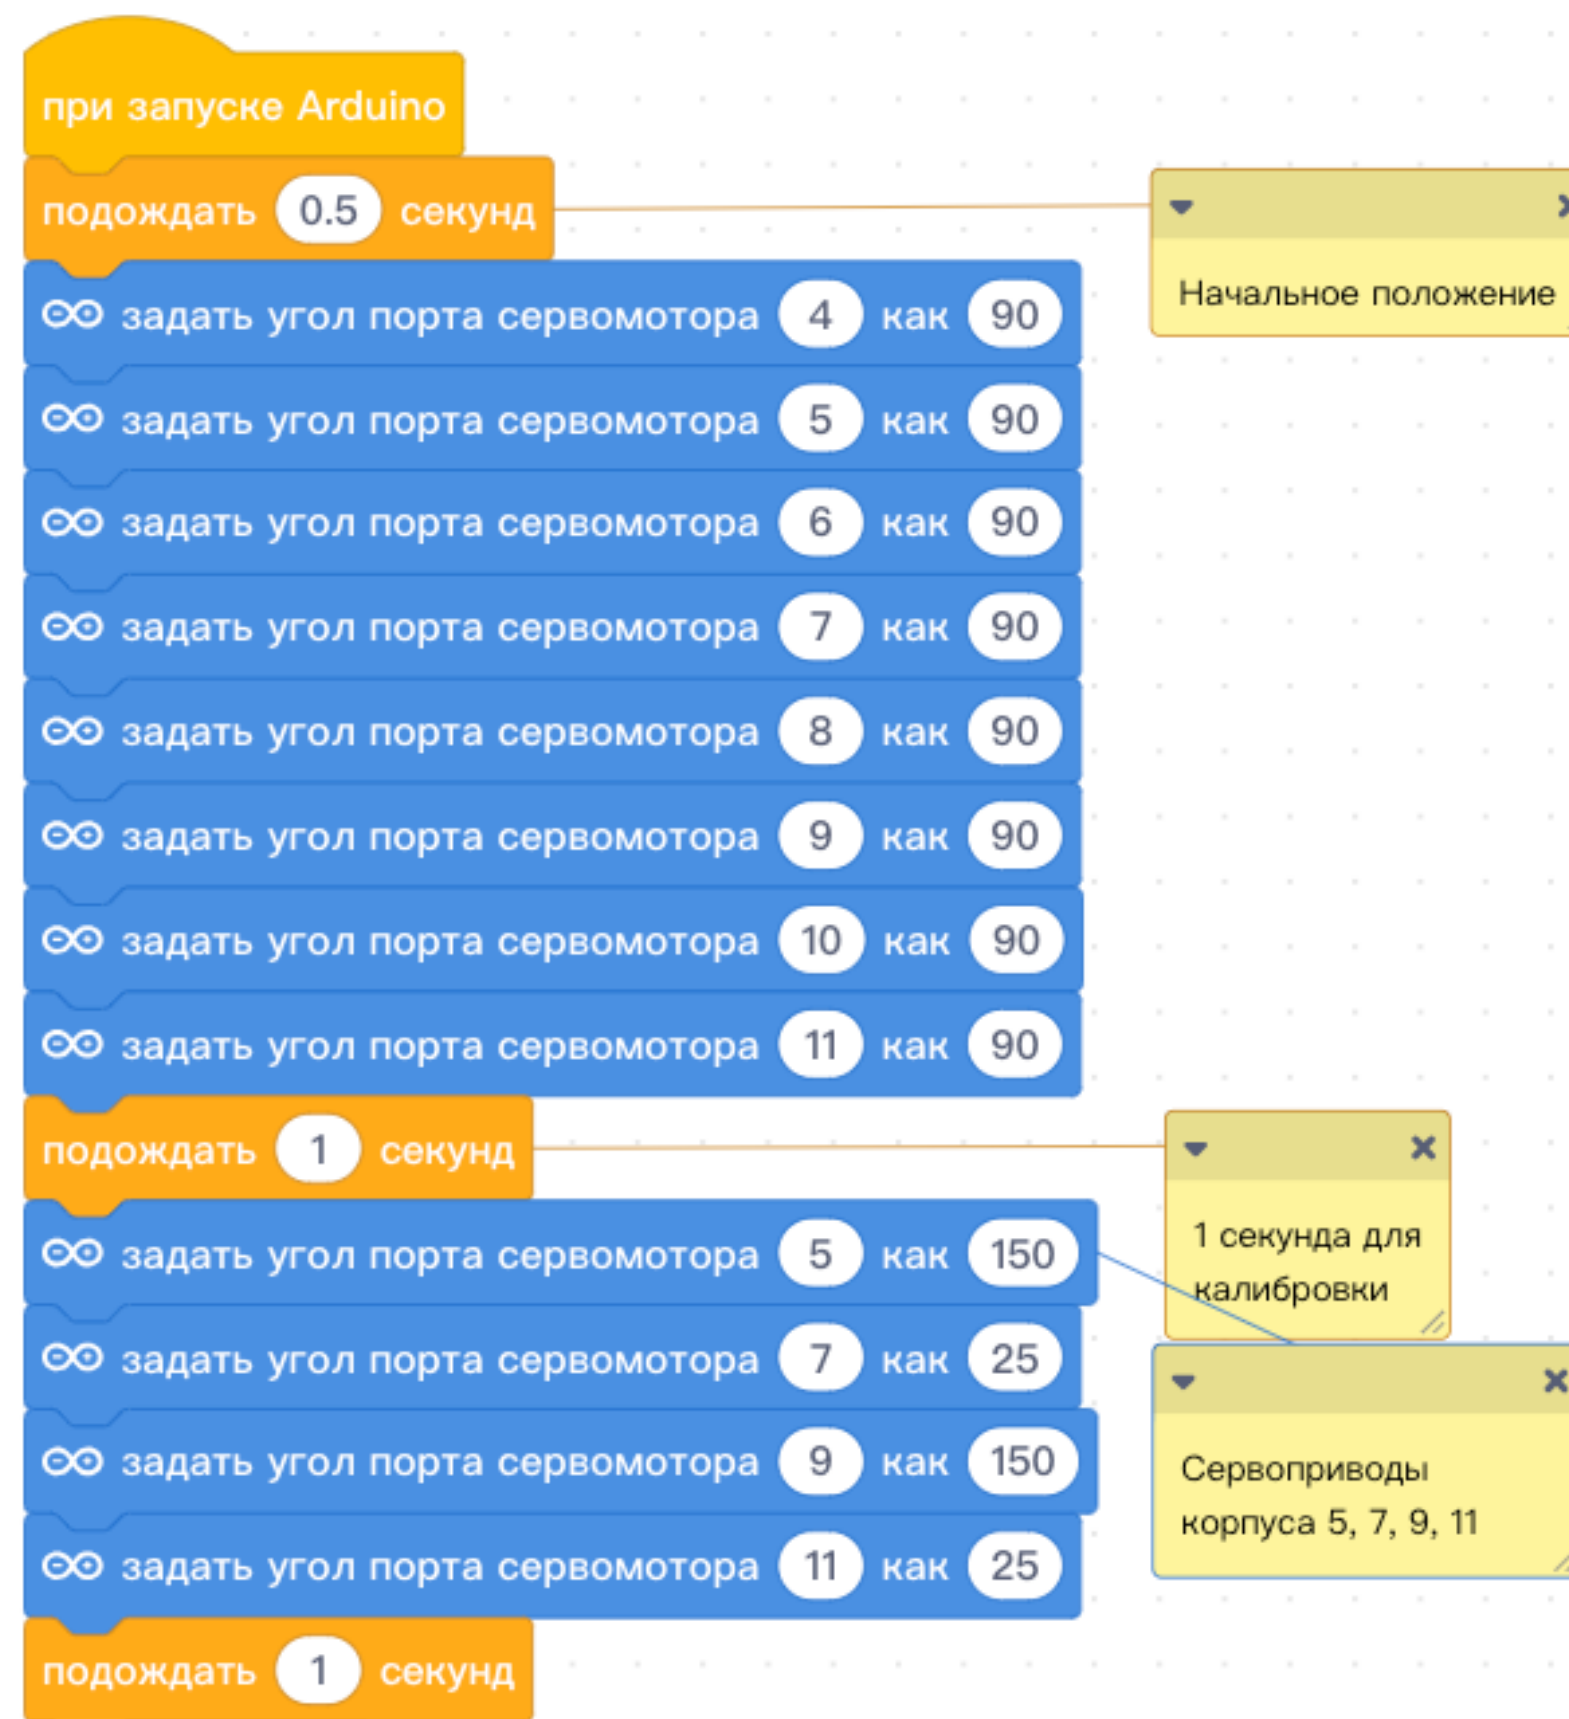 при запуске Arduino
подождать 0.5 секунд
Начальное положение
задать угол порта сервомотора 4 как 90
задать угол порта сервомотора 5 как 90
задать угол порта сервомотора 6 как 90
задать угол порта сервомотора 7 как 90
задать угол порта сервомотора 8 как 90
задать угол порта сервомотора 9 как 90
задать угол порта сервомотора 10 как 90
задать угол порта сервомотора 11 как 90
подождать 1 секунд
1 секунда для
калибровки
задать угол порта сервомотора 5 как 150
задать угол порта сервомотора 7 как 25
задать угол порта сервомотора 9 как 150
задать угол порта сервомотора 11 как 25
Сервоприводы
корпуса 5, 7, 9, 11
подождать 1 секунд